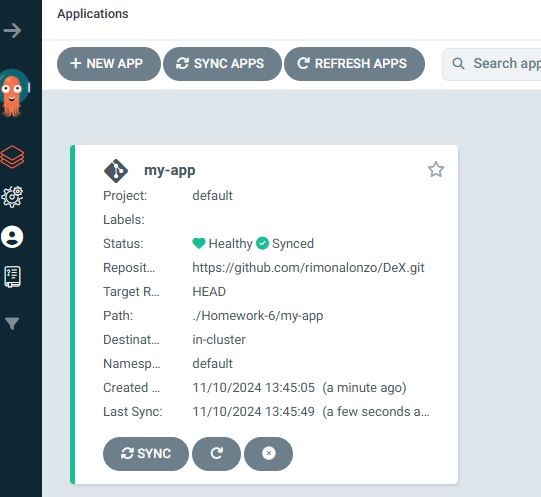 Applications
+ NEW APP SYNC APPS REFRESH APPS Search app
my-app
Project: default
Labels:
Status: Healthy Synced
Reposit... https://github.com/rimonalonzo/DeX.git
Target R... HEAD
Path: ./Homework-6/my-app
Destinat... in-cluster
Namesp... default
Created ... 11/10/2024 13:45:05 (a minute ago)
Last Sync: 11/10/2024 13:45:49 (a few seconds a...
SYNC